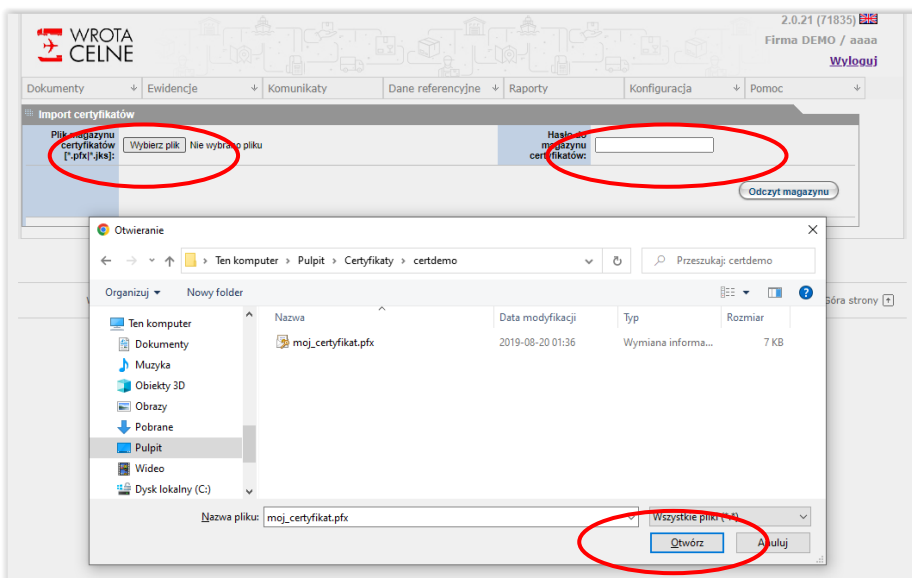 WROTA
CELNE
2.0.21 (71835)
Firma DEMO / aaaa
Wyloguj
Dokumenty Ewidencje Komunikaty Dane referencyjne Raporty Konfiguracja Pomoc
Import certyfikatów
Plik magazynu
certyfikatów
[*.pfx|*.jks]:
Wybierz plik Nie wybrano pliku
Hasło do
magazynu
certyfikatów:
Odczyt magazynu
Otwieranie
Ten komputer › Pulpit › Certyfikaty › certdemo
Przeszukaj: certdemo
Organizuj Nowy folder
Nazwa Data modyfikacji Typ Rozmiar
moj_certyfikat.pfx 2019-08-20 01:36 Wymiana informa... 7 KB
Ten komputer
Dokumenty
Muzyka
Obiekty 3D
Obrazy
Pobrane
Pulpit
Wideo
Dysk lokalny (C:)
Góra strony
Nazwa pliku: moj_certyfikat.pfx
Wszystkie pliki (*.*)
Otwórz Anuluj